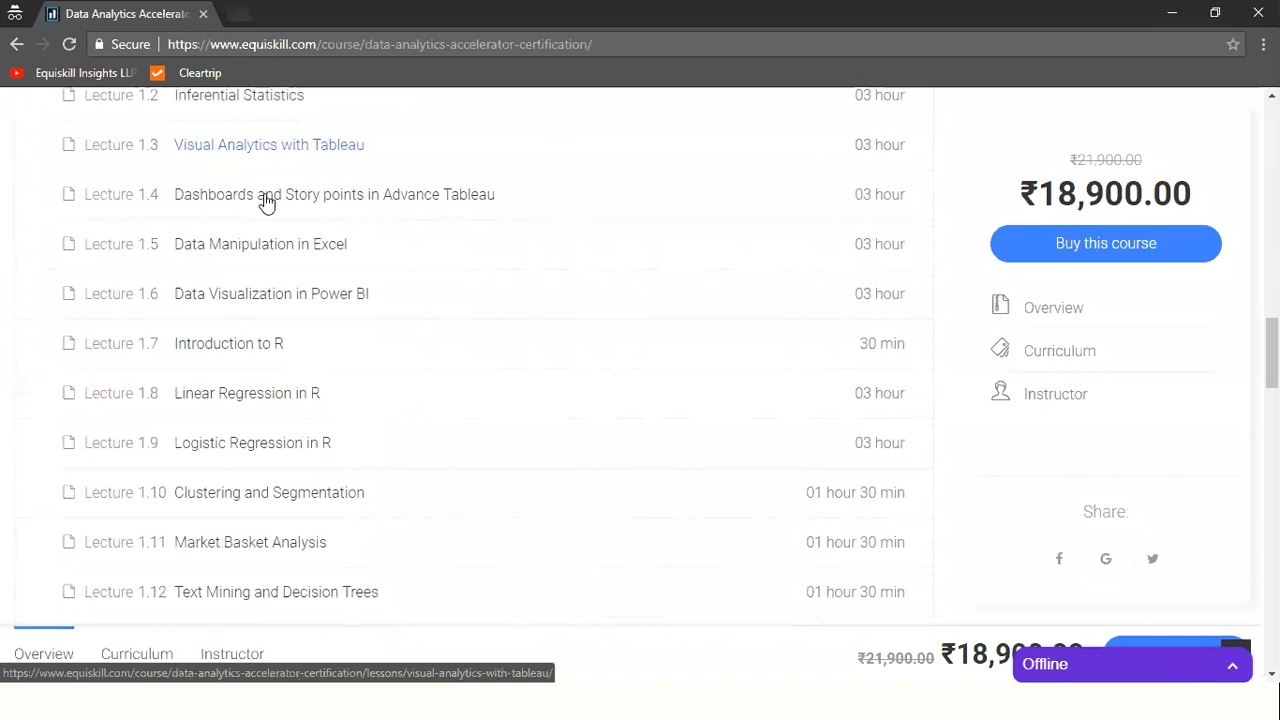 Data Analytics Accelerato
Secure https://www.equiskill.com/course/data-analytics-accelerator-certification/
Equiskill Insights LLP Cleartrip
Lecture 1.2 Inferential Statistics 03 hour
Lecture 1.3 Visual Analytics with Tableau 03 hour
Lecture 1.4 Dashboards and Story points in Advance Tableau 03 hour
Lecture 1.5 Data Manipulation in Excel 03 hour
Lecture 1.6 Data Visualization in Power BI 03 hour
Lecture 1.7 Introduction to R 30 min
Lecture 1.8 Linear Regression in R 03 hour
Lecture 1.9 Logistic Regression in R 03 hour
Lecture 1.10 Clustering and Segmentation 01 hour 30 min
Lecture 1.11 Market Basket Analysis 01 hour 30 min
Lecture 1.12 Text Mining and Decision Trees 01 hour 30 min
₹21,900.00
₹18,900.00
Buy this course
Overview
Curriculum
Instructor
Share:
Overview Curriculum Instructor ₹21,900.00
Offline
https://www.equiskill.com/course/data-analytics-accelerator-certification/lessons/visual-analytics-with-tableau/